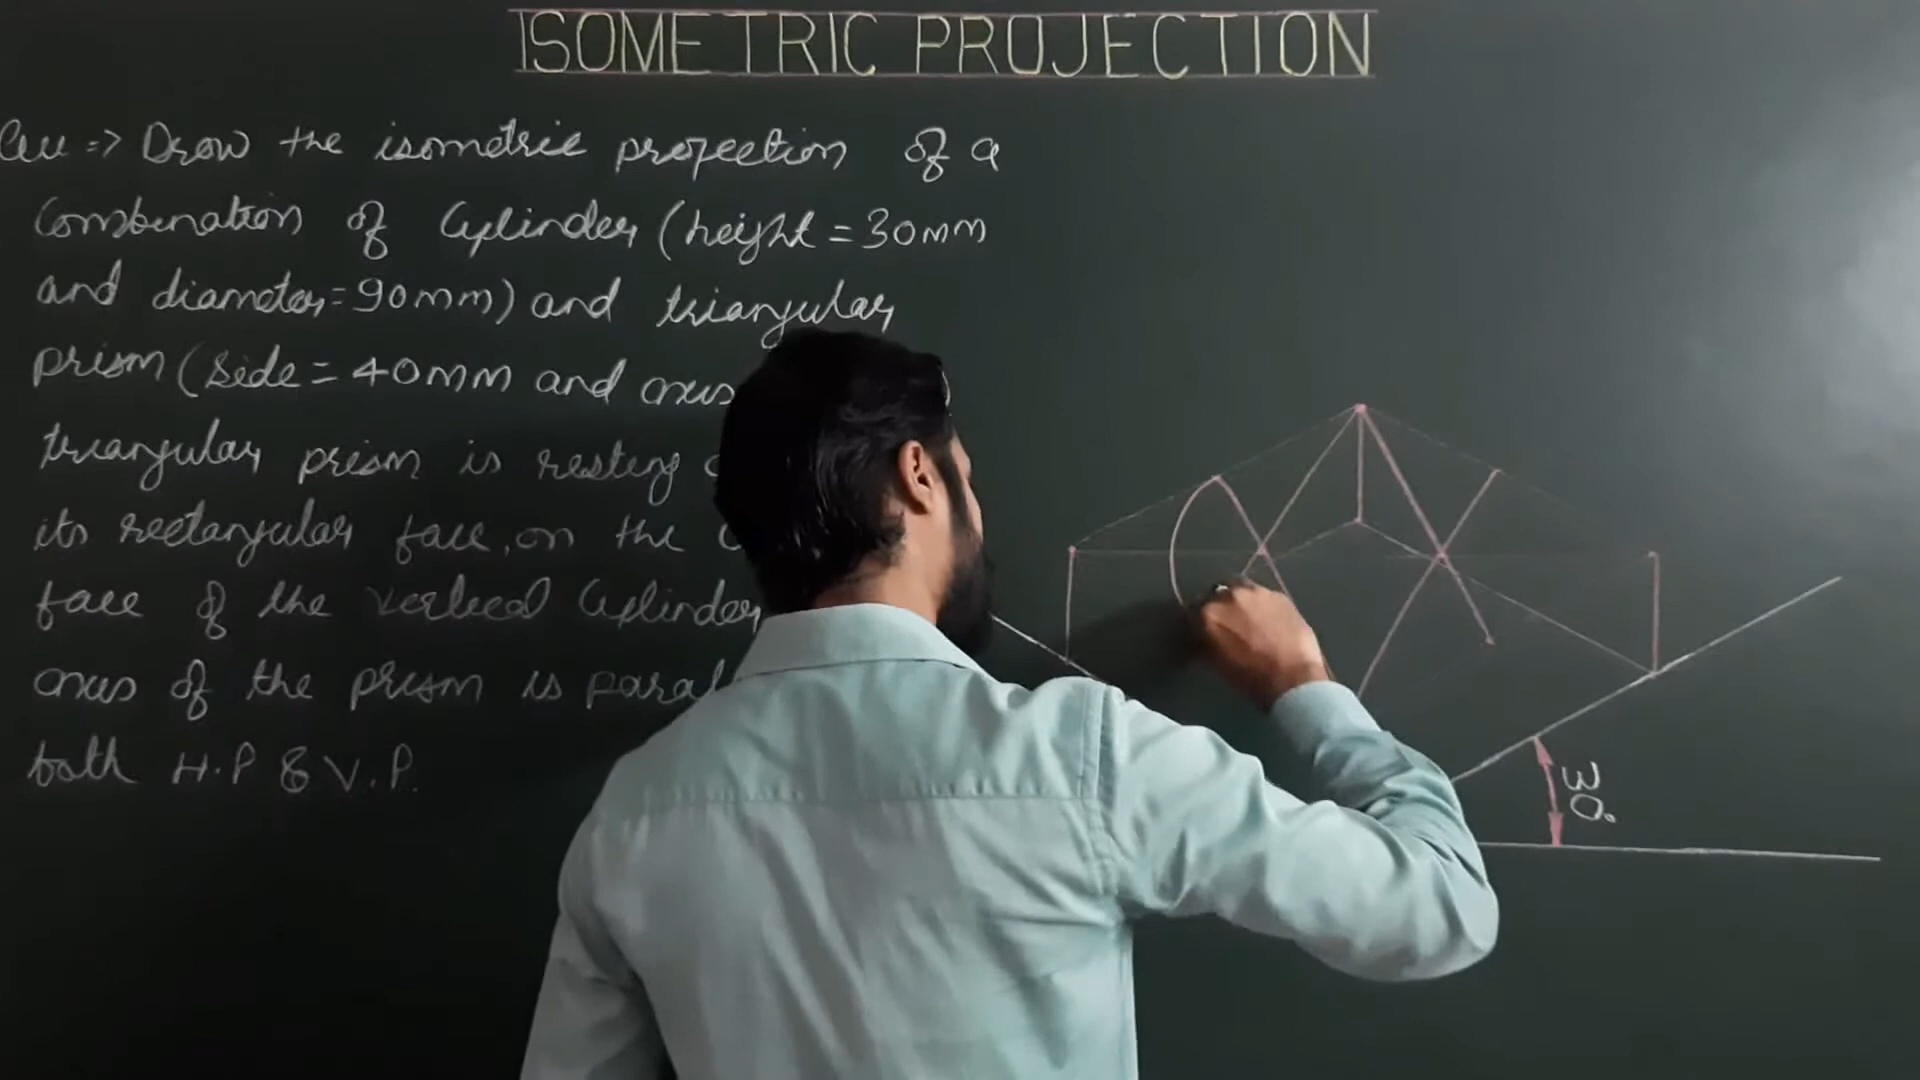 ISOMETRIC PROJECTION
Que => Draw the isometric projection of a
Combination of Cylinder (height = 30mm
and diameter = 90mm) and triangular
prism (side = 40mm and axis
triangular prism is resting
its rectangular face, on the
face of the vertical Cylinder,
axis of the prism is paral
both H.P & V.P.
30°